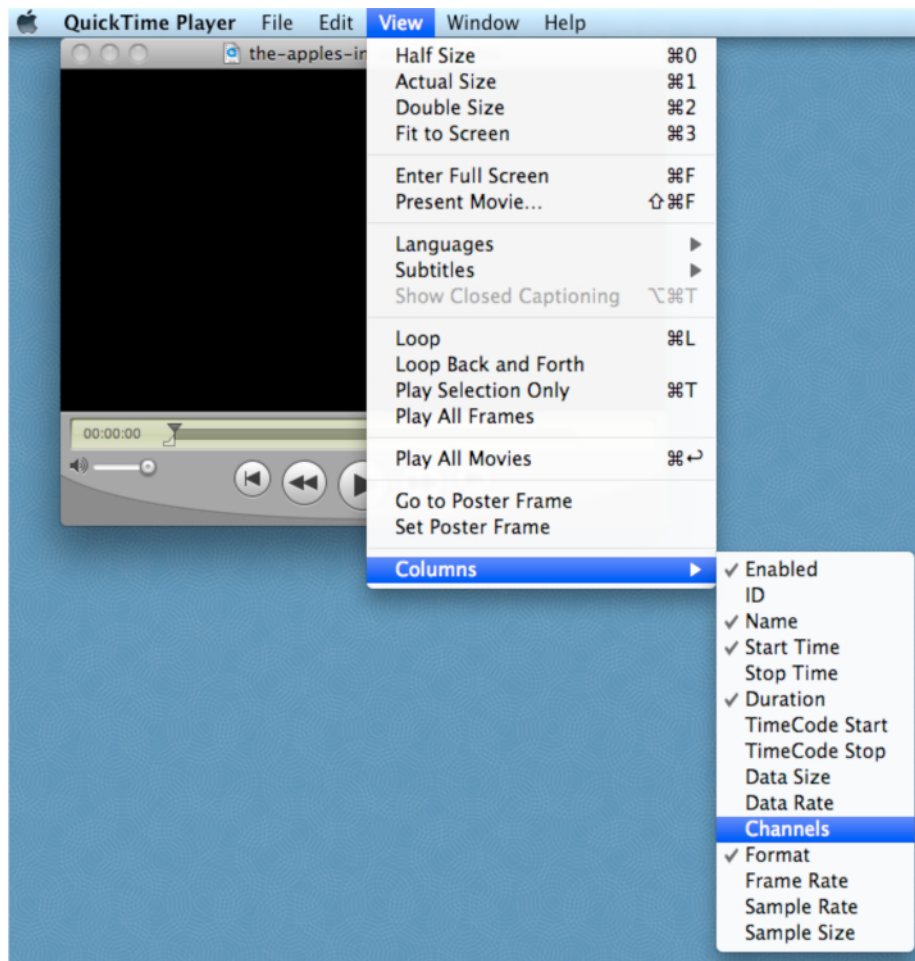 QuickTime Player File Edit View Window Help
the-apples-in
Half Size ⌘0
Actual Size ⌘1
Double Size ⌘2
Fit to Screen ⌘3
Enter Full Screen ⌘F
Present Movie... ⇧⌘F
Languages ▶
Subtitles ▶
Show Closed Captioning ⌥⌘T
Loop ⌘L
Loop Back and Forth
Play Selection Only ⌘T
Play All Frames
00:00:00
Play All Movies ⌘↩
Go to Poster Frame
Set Poster Frame
Columns ▶
✓ Enabled
ID
✓ Name
✓ Start Time
Stop Time
✓ Duration
TimeCode Start
TimeCode Stop
Data Size
Data Rate
Channels
✓ Format
Frame Rate
Sample Rate
Sample Size